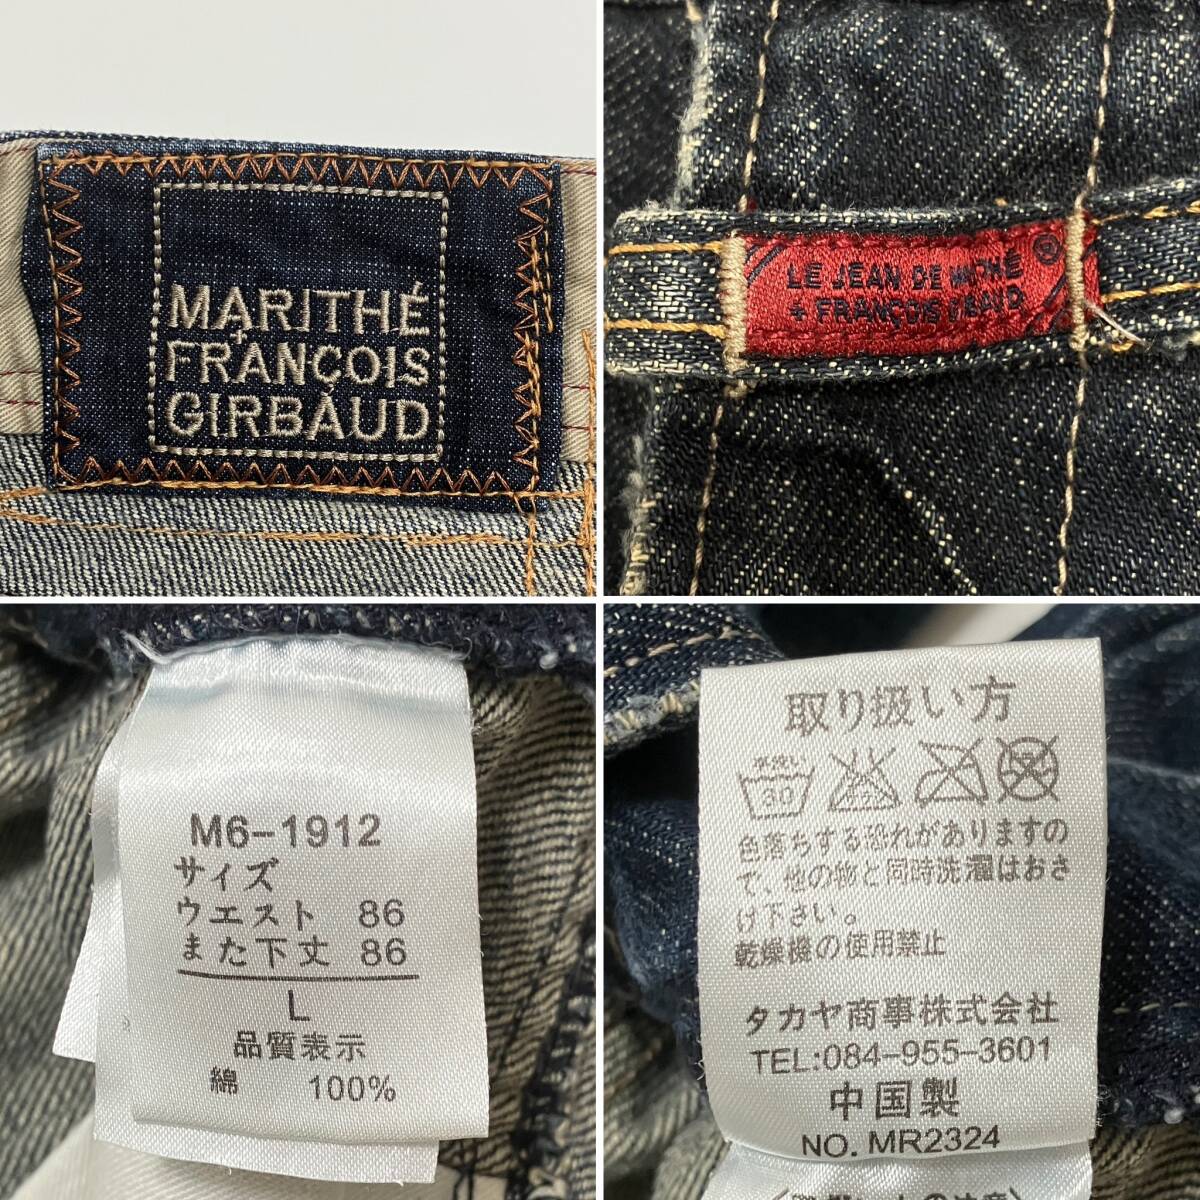 MARITHÉ
+
FRANÇOIS
GIRBAUD
LE JEAN DE
+ FRANÇOIS
M6-1912
サイズ
ウエスト 86
また下丈 86
L
品質表示
綿 100%
取り扱い方
手洗い
30
色落ちする恐れがありますの
で、他の物と同時洗濯はおさ
け下さい。
乾燥機の使用禁止
タカヤ商事株式会社
TEL:084-955-3601
中国製
NO. MR2324